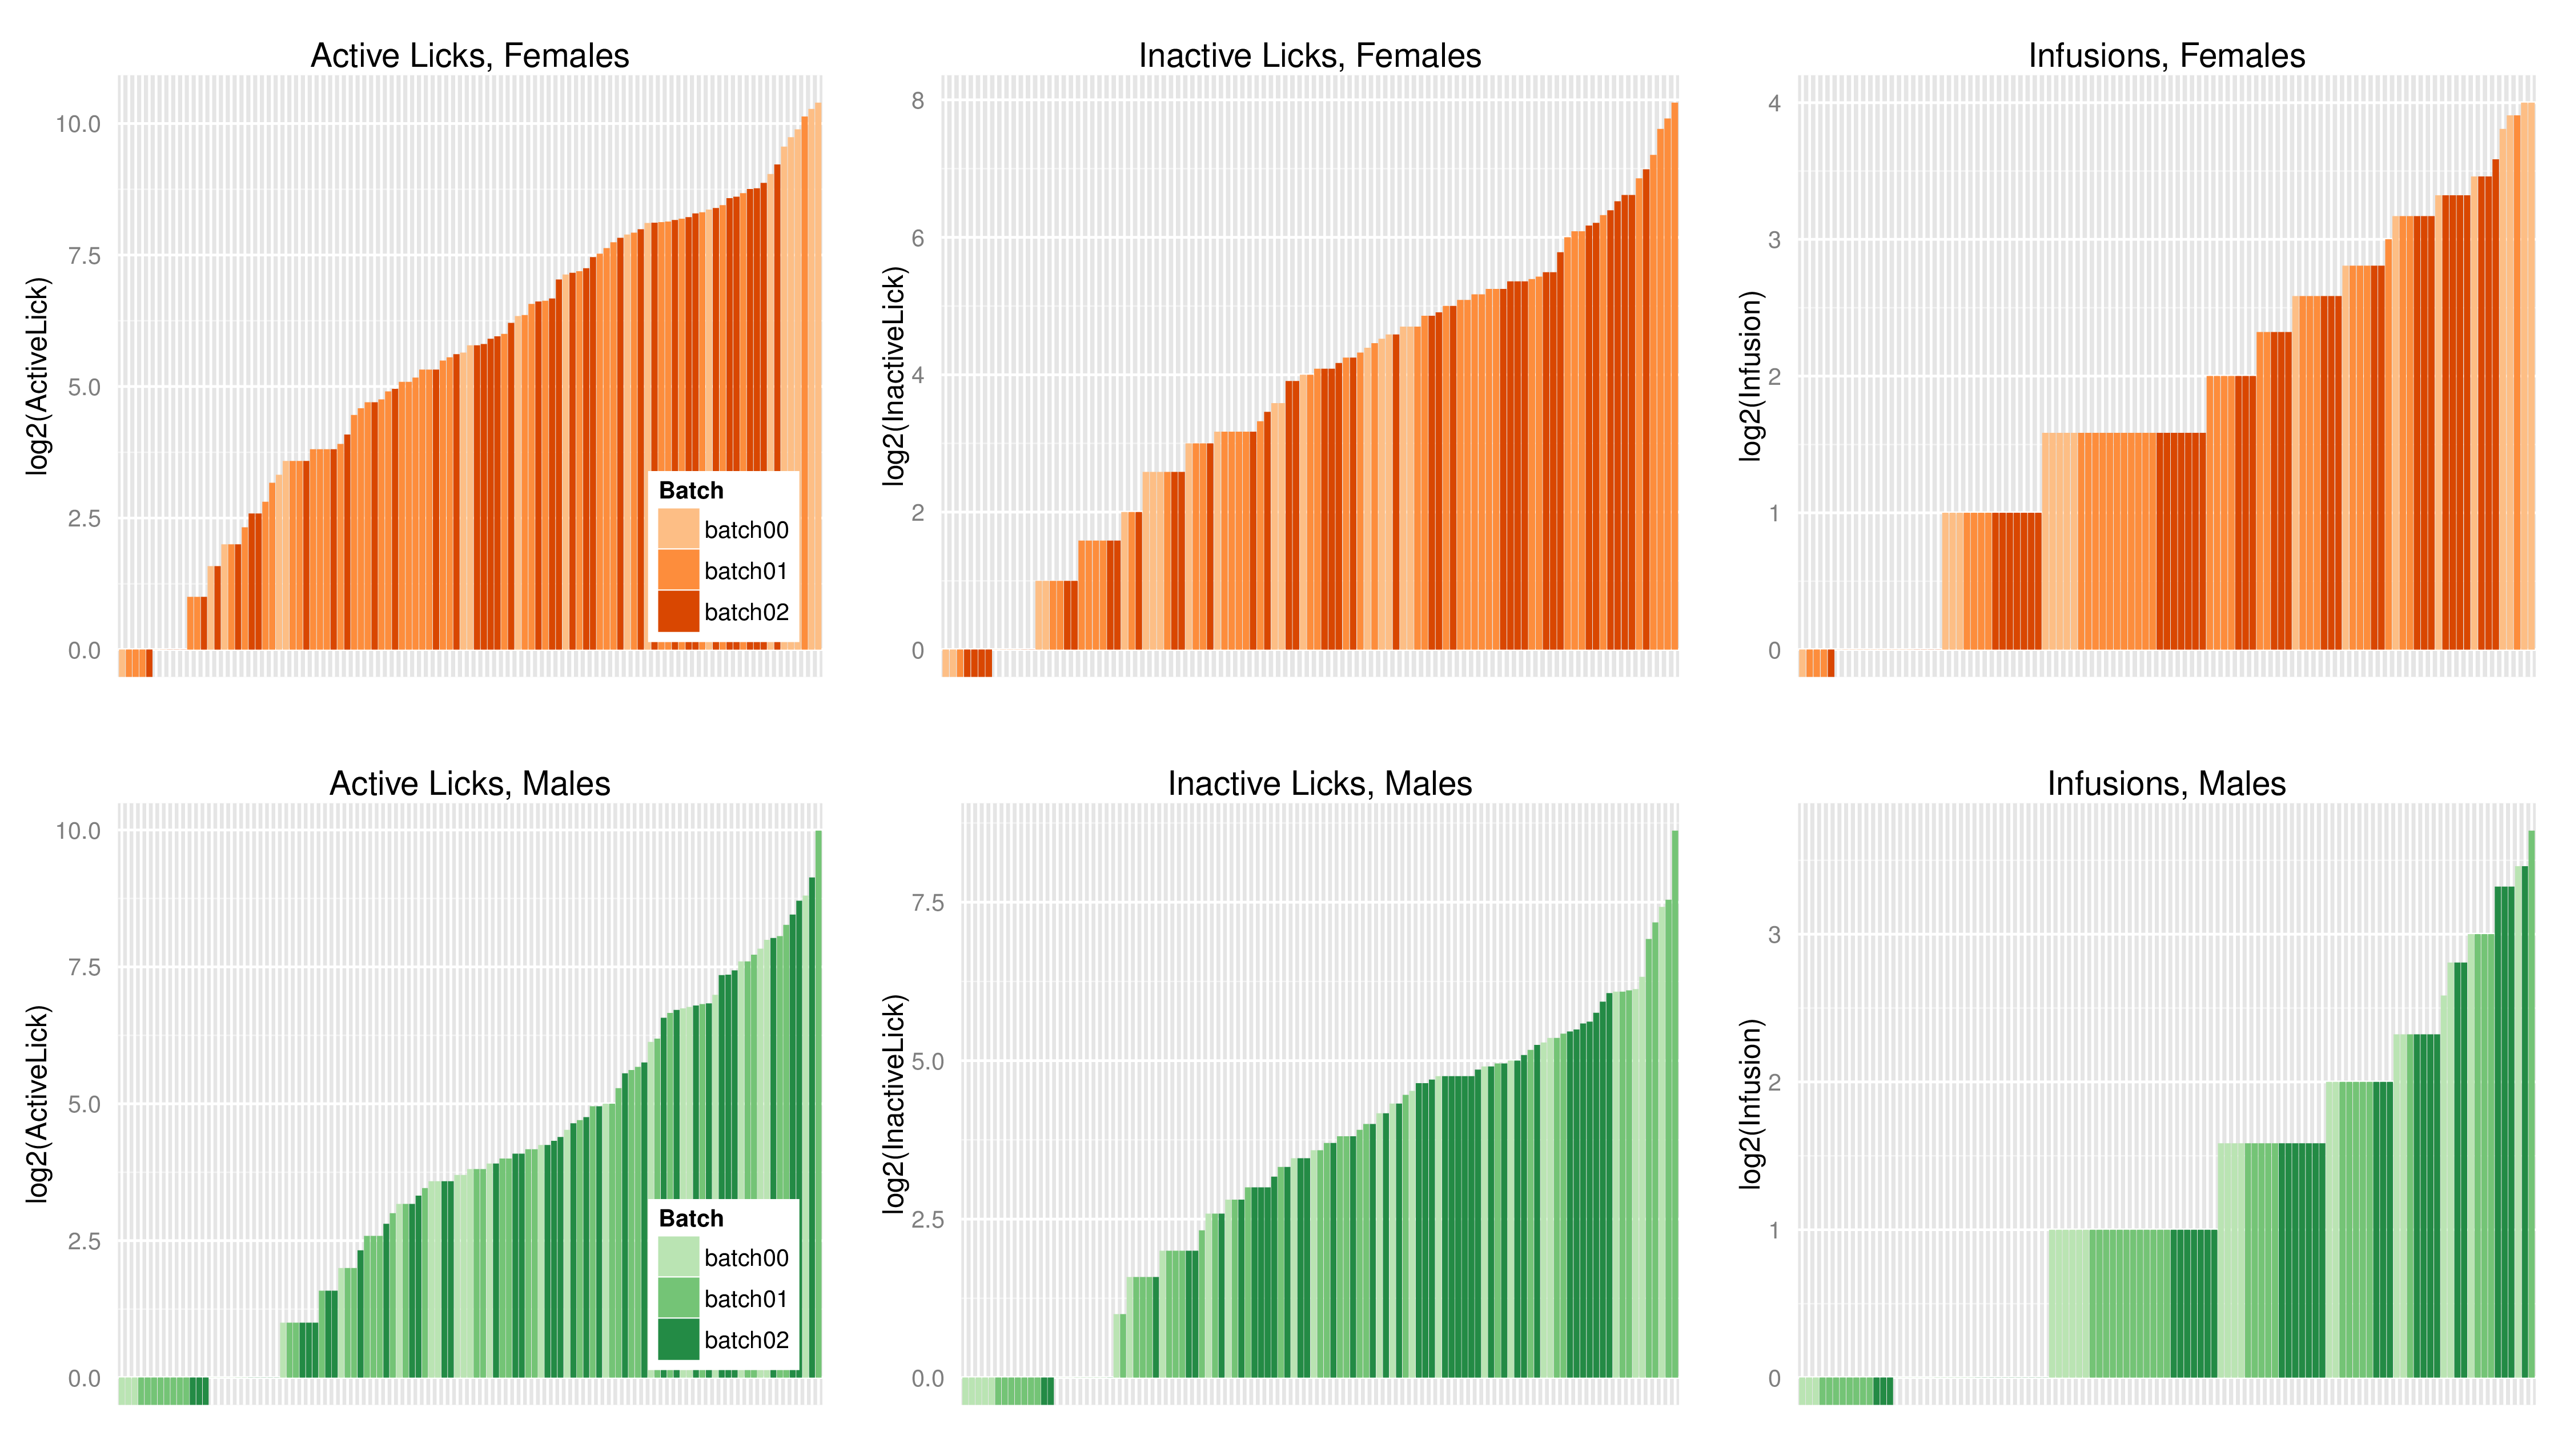 Active Licks, Females
log2(ActiveLick)
10.0
7.5
5.0
2.5
0.0
Batch
batch00
batch01
batch02
Inactive Licks, Females
log2(InactiveLick)
8
6
4
2
0
Infusions, Females
log2(Infusion)
4
3
2
1
0
Active Licks, Males
log2(ActiveLick)
10.0
7.5
5.0
2.5
0.0
Batch
batch00
batch01
batch02
Inactive Licks, Males
log2(InactiveLick)
7.5
5.0
2.5
0.0
Infusions, Males
log2(Infusion)
3
2
1
0